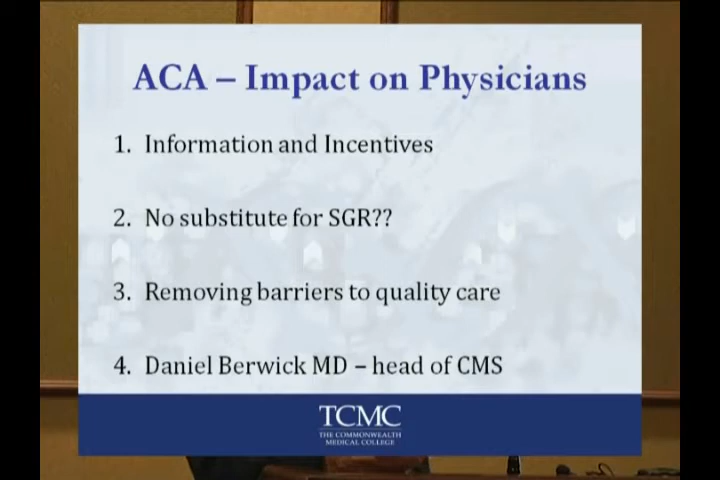 ACA – Impact on Physicians
1. Information and Incentives
2. No substitute for SGR??
3. Removing barriers to quality care
4. Daniel Berwick MD – head of CMS
TCMC
THE COMMONWEALTH
MEDICAL COLLEGE